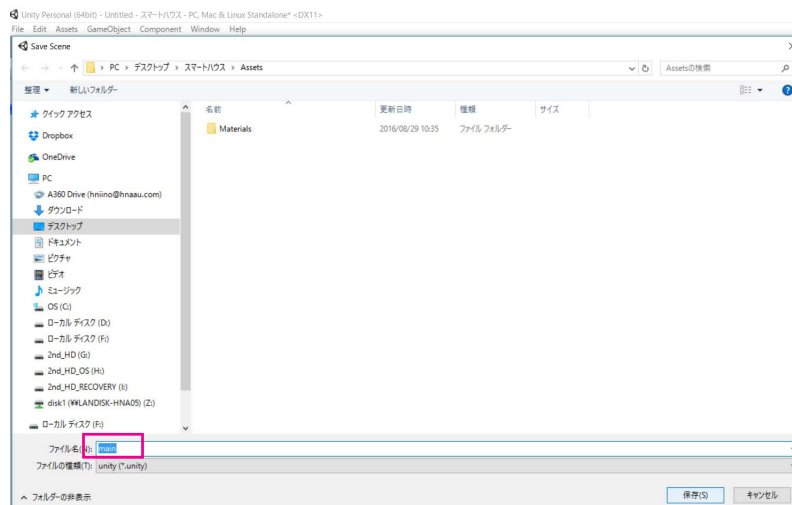 Unity Personal (64bit) - Untitled - スマートハウス - PC, Mac & Linux Standalone* <DX11>
File Edit Assets GameObject Component Window Help
Save Scene
PC > デスクトップ > スマートハウス > Assets
Assetsの検索
整理 新しいフォルダー
名前 更新日時 種類 サイズ
クイック アクセス
Materials 2016/08/29 10:35 ファイル フォルダー
Dropbox
OneDrive
PC
A360 Drive (hniino@hnaau.com)
ダウンロード
デスクトップ
ドキュメント
ピクチャ
ビデオ
ミュージック
OS (C:)
ローカル ディスク (D:)
ローカル ディスク (F:)
2nd_HD (G:)
2nd_HD_OS (H:)
2nd_HD_RECOVERY (I:)
disk1 (¥¥LANDISK-HNA05) (Z:)
ローカル ディスク (F:)
ファイル名(N): main
ファイルの種類(T): unity (*.unity)
フォルダーの非表示 保存(S) キャンセル